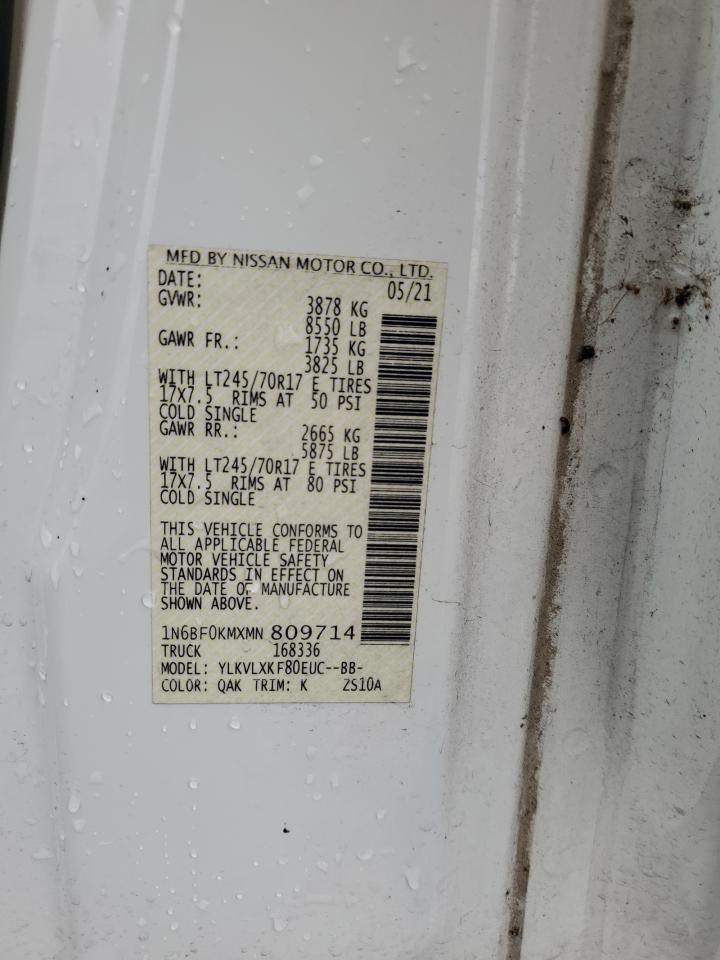 MFD BY NISSAN MOTOR CO., LTD.
DATE: 05/21
GVWR: 3878 KG
8550 LB
GAWR FR.: 1735 KG
3825 LB
WITH LT245/70R17 E TIRES
17X7.5 RIMS AT 50 PSI
COLD SINGLE
GAWR RR.: 2665 KG
5875 LB
WITH LT245/70R17 E TIRES
17X7.5 RIMS AT 80 PSI
COLD SINGLE
THIS VEHICLE CONFORMS TO
ALL APPLICABLE FEDERAL
MOTOR VEHICLE SAFETY
STANDARDS IN EFFECT ON
THE DATE OF MANUFACTURE
SHOWN ABOVE.
1N6BF0KMXMN 809714
TRUCK 168336
MODEL: YLKVLXKF80EUC--BB-
COLOR: QAK TRIM: K ZS10A